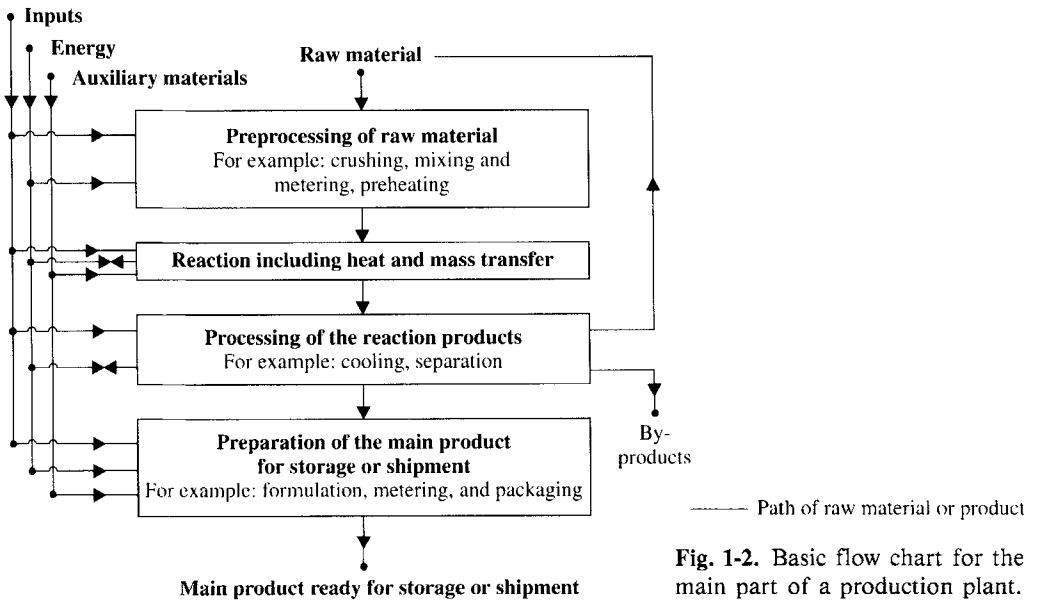 Inputs
Energy
Auxiliary materials
Raw material
Preprocessing of raw material
For example: crushing, mixing and
metering, preheating
Reaction including heat and mass transfer
Processing of the reaction products
For example: cooling, separation
By-
products
Preparation of the main product
for storage or shipment
For example: formulation, metering, and packaging
Main product ready for storage or shipment
Path of raw material or product
Fig. 1-2. Basic flow chart for the
main part of a production plant.